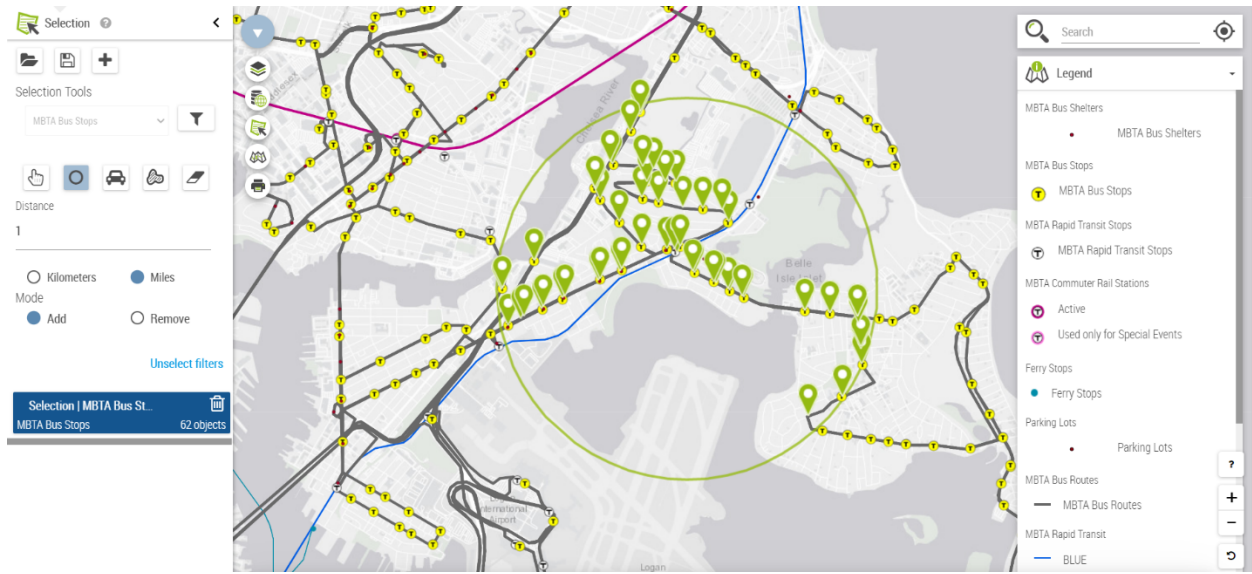 Selection
Selection Tools
MBTA Bus Stops
Distance
1
Kilometers
Miles
Mode
Add
Remove
Unselect filters
Selection | MBTA Bus St...
MBTA Bus Stops
62 objects
Chelsea River
Belle
Isle Inlet
International
Airport
Logan
Search
Legend
MBTA Bus Shelters
MBTA Bus Shelters
MBTA Bus Stops
MBTA Bus Stops
MBTA Rapid Transit Stops
MBTA Rapid Transit Stops
MBTA Commuter Rail Stations
Active
Used only for Special Events
Ferry Stops
Ferry Stops
Parking Lots
Parking Lots
MBTA Bus Routes
MBTA Bus Routes
MBTA Rapid Transit
BLUE